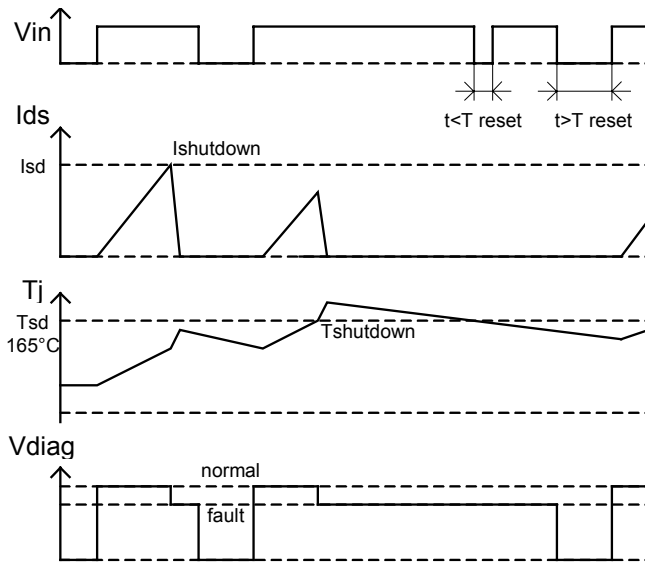 Vin
t<T reset
t>T reset
Ids
Isd
Ishutdown
Tj
Tsd
165°C
Tshutdown
Vdiag
normal
fault